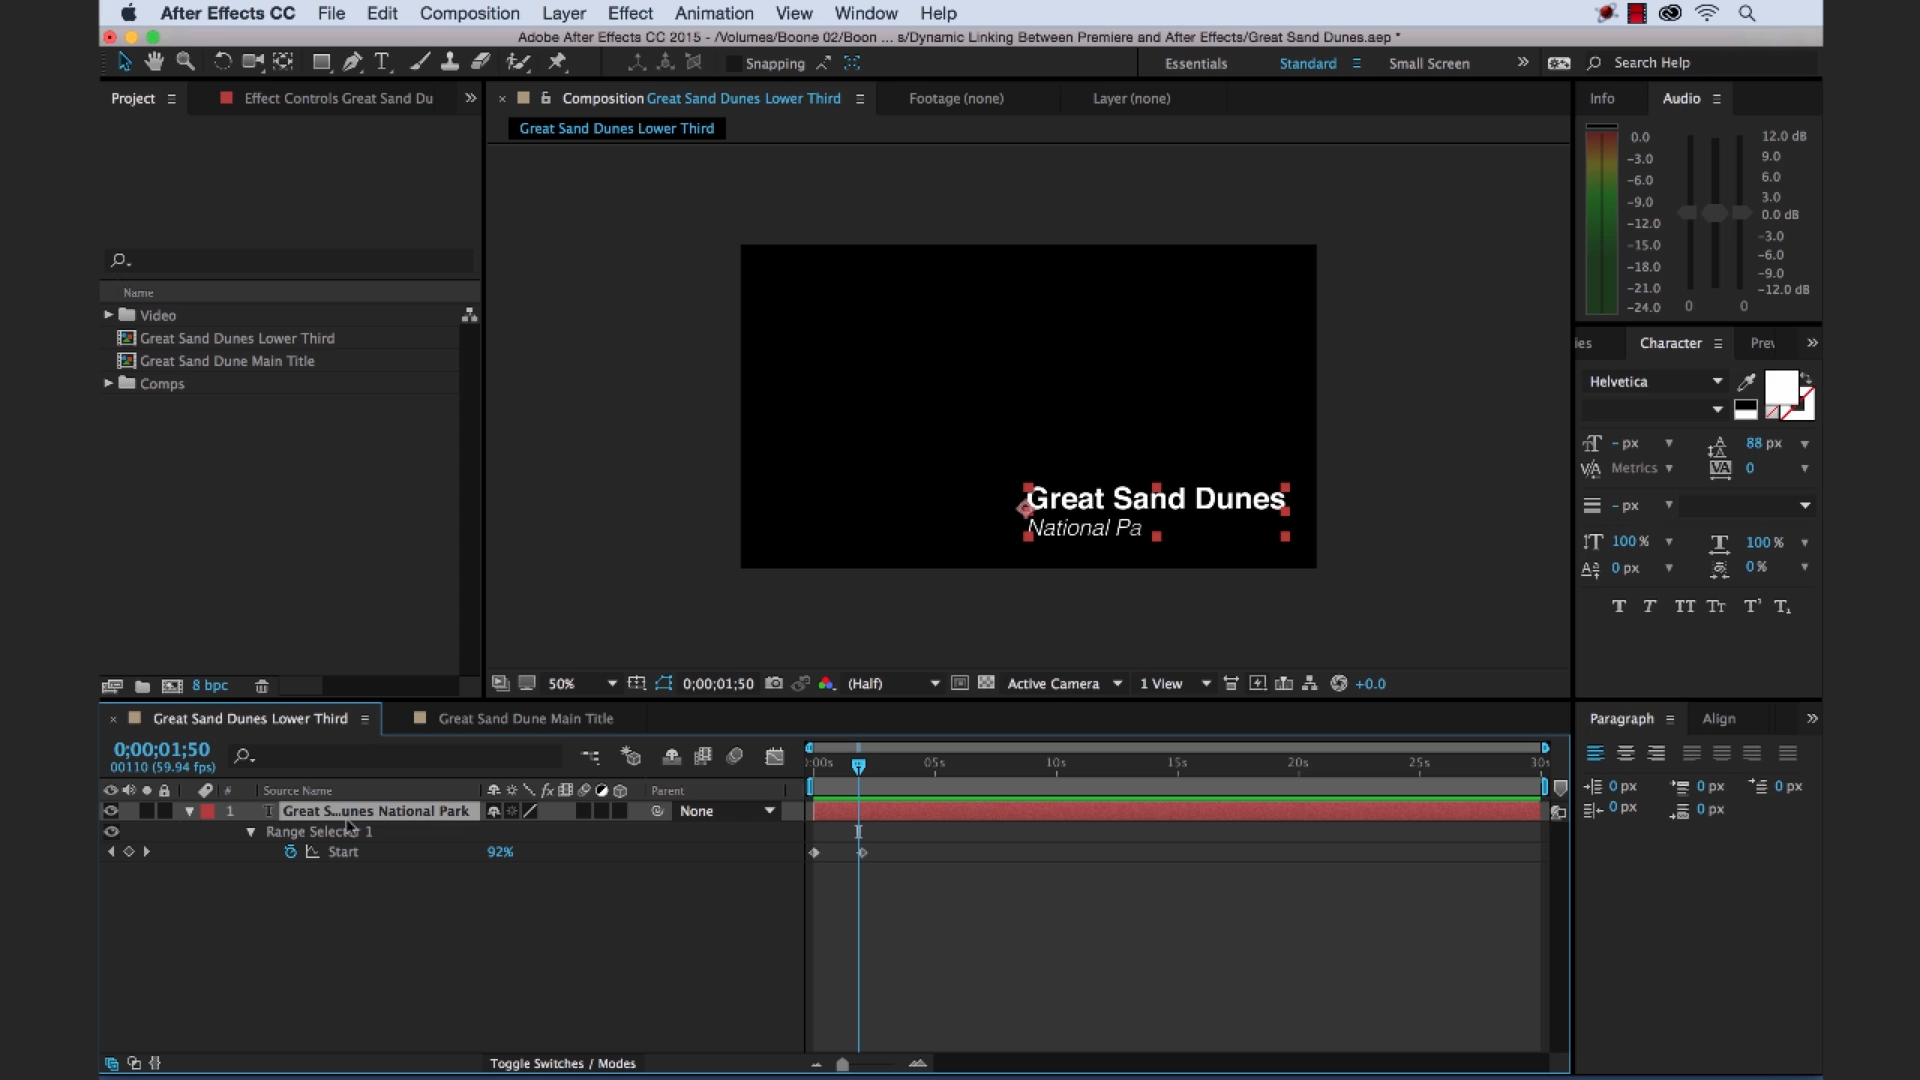 After Effects CC File Edit Composition Layer Effect Animation View Window Help
Adobe After Effects CC 2015 - /Volumes/Boone 02/Boon ... s/Dynamic Linking Between Premiere and After Effects/Great Sand Dunes.aep *
Snapping Essentials Standard Small Screen Search Help
Project Effect Controls Great Sand Du
Composition Great Sand Dunes Lower Third Footage (none) Layer (none)
Info Audio
Great Sand Dunes Lower Third
0.0
-3.0
-6.0
-9.0
-12.0
-15.0
-18.0
-21.0
-24.0
12.0 dB
9.0
6.0
3.0
0.0 dB
-3.0
-6.0
-9.0
-12.0 dB
0 0
Name
Video
Great Sand Dunes Lower Third
Great Sand Dune Main Title
Comps
Great Sand Dunes
National Pa
ies Character Prev
Helvetica
- px 88 px
Metrics 0
- px
100 % 100 %
0 px 0 %
T T TT Tt T' T,
8 bpc
50% 0;00;01;50 (Half) Active Camera 1 View +0.0
Great Sand Dunes Lower Third Great Sand Dune Main Title
0;00;01;50
00110 (59.94 fps)
):00s 05s 10s 15s 20s 25s 30s
# Source Name Parent
1 T Great S...unes National Park None
Range Selector 1
Start 92%
Toggle Switches / Modes
Paragraph Align
0 px 0 px 0 px
0 px 0 px